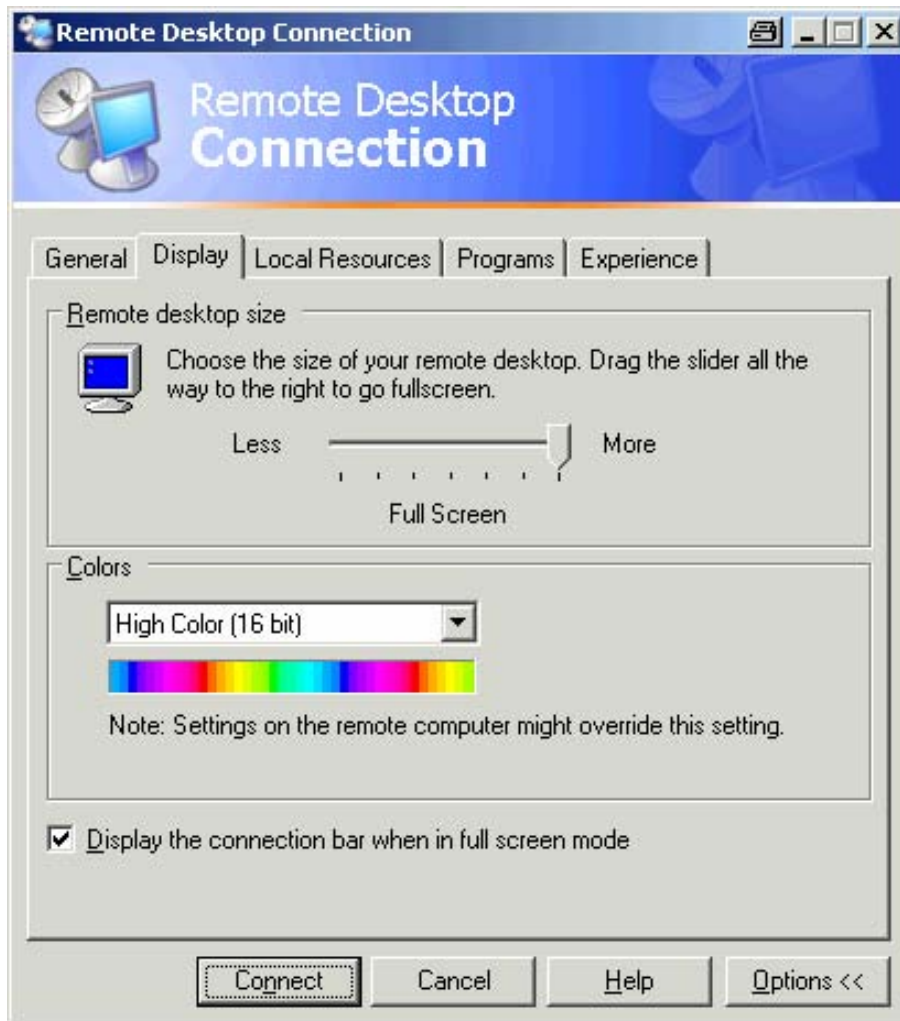 Remote Desktop Connection
Remote Desktop
Connection
General Display Local Resources Programs Experience
Remote desktop size
Choose the size of your remote desktop. Drag the slider all the
way to the right to go fullscreen.
Less More
Full Screen
Colors
High Color (16 bit)
Note: Settings on the remote computer might override this setting.
Display the connection bar when in full screen mode
Connect Cancel Help Options <<